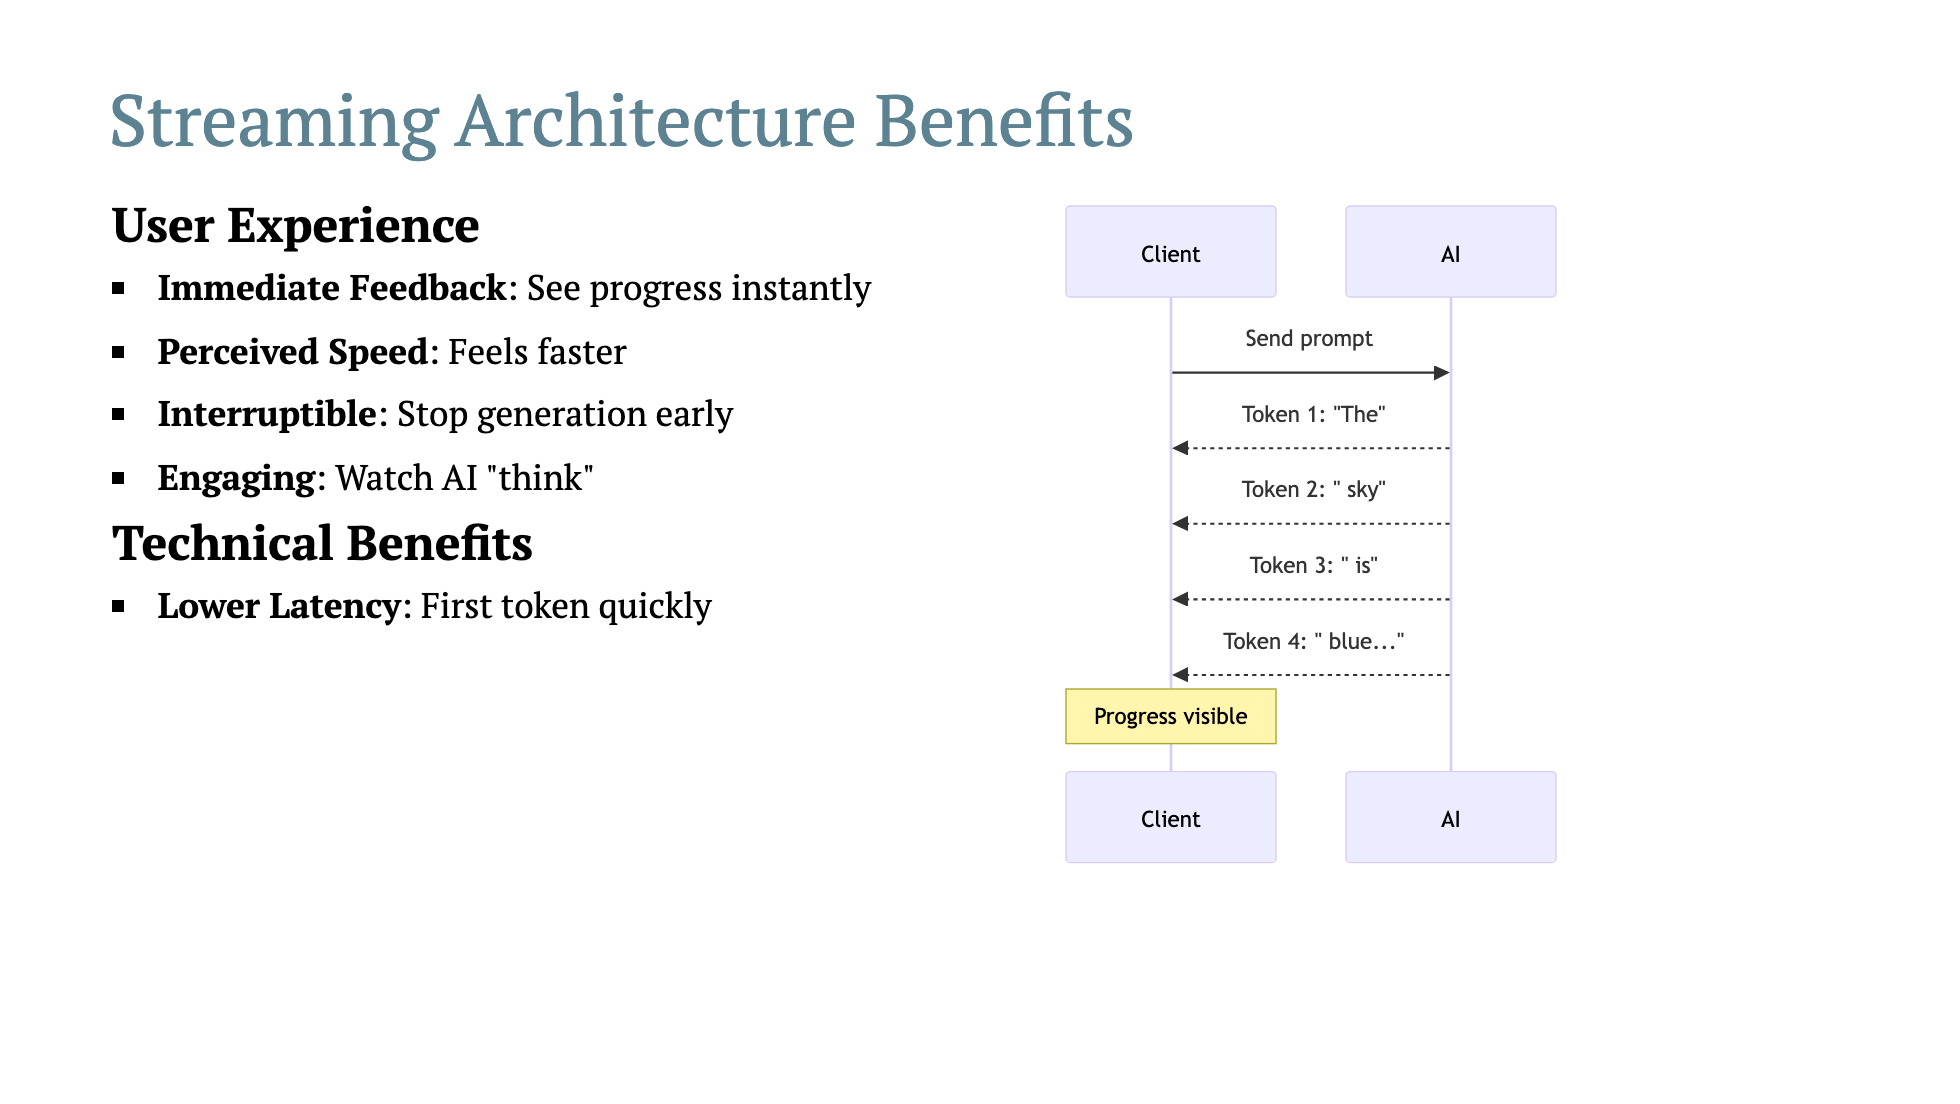 Streaming Architecture Benefits
User Experience
Immediate Feedback: See progress instantly
Perceived Speed: Feels faster
Interruptible: Stop generation early
Engaging: Watch AI "think"
Technical Benefits
Lower Latency: First token quickly
Client
AI
Send prompt
Token 1: "The"
Token 2: " sky"
Token 3: " is"
Token 4: " blue..."
Progress visible
Client
AI